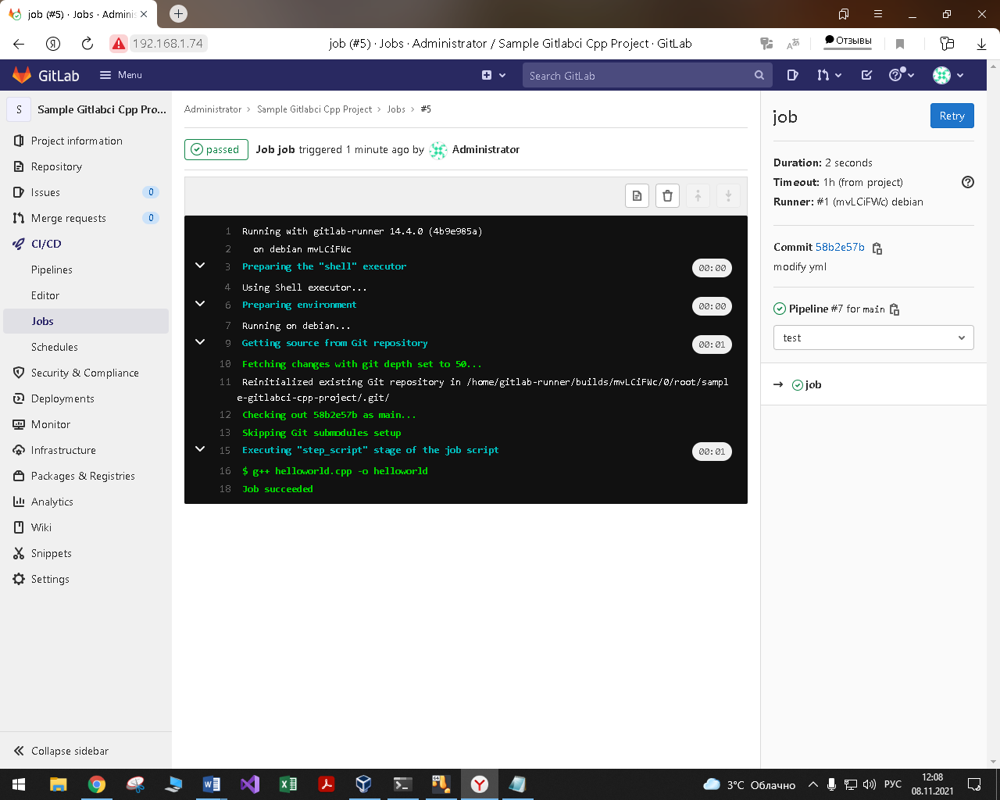 job (#5) · Jobs · Adminis
192.168.1.74
job (#5) · Jobs · Administrator / Sample Gitlabci Cpp Project · GitLab
Отзывы
GitLab
Menu
Search GitLab
S
Sample Gitlabci Cpp Pro...
Project information
Repository
Issues
0
Merge requests
0
CI/CD
Pipelines
Editor
Jobs
Schedules
Security & Compliance
Deployments
Monitor
Infrastructure
Packages & Registries
Analytics
Wiki
Snippets
Settings
Collapse sidebar
Administrator > Sample Gitlabci Cpp Project > Jobs > #5
passed
Job job triggered 1 minute ago by Administrator
1 Running with gitlab-runner 14.4.0 (4b9e985a)
2 on debian mvLCiFWc
3 Preparing the "shell" executor 00:00
4 Using Shell executor...
6 Preparing environment 00:00
7 Running on debian...
9 Getting source from Git repository 00:01
10 Fetching changes with git depth set to 50...
11 Reinitialized existing Git repository in /home/gitlab-runner/builds/mvLCiFWc/0/root/sampl
e-gitlabci-cpp-project/.git/
12 Checking out 58b2e57b as main...
13 Skipping Git submodules setup
15 Executing "step_script" stage of the job script 00:01
16 $ g++ helloworld.cpp -o helloworld
18 Job succeeded
job
Retry
Duration: 2 seconds
Timeout: 1h (from project)
Runner: #1 (mvLCiFWc) debian
Commit 58b2e57b
modify yml
Pipeline #7 for main
test
job
3°C Облачно
РУС
12:08
08.11.2021